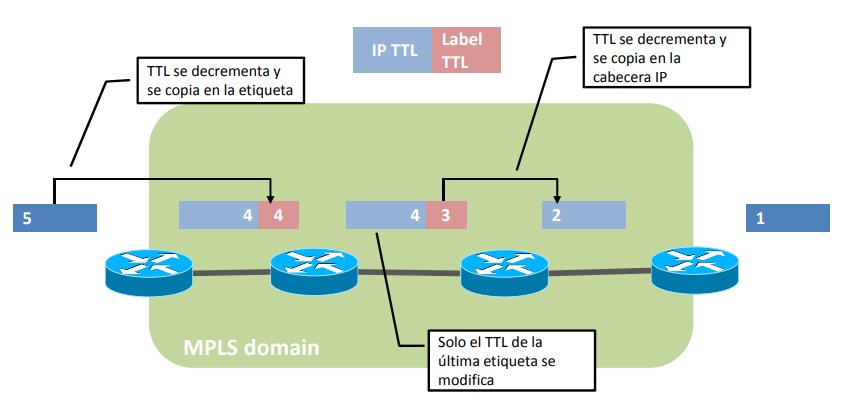 IP TTL
Label
TTL
TTL se decrementa y
se copia en la etiqueta
TTL se decrementa y
se copia en la
cabecera IP
5
4 4
4 3
2
1
MPLS domain
Solo el TTL de la
última etiqueta se
modifica